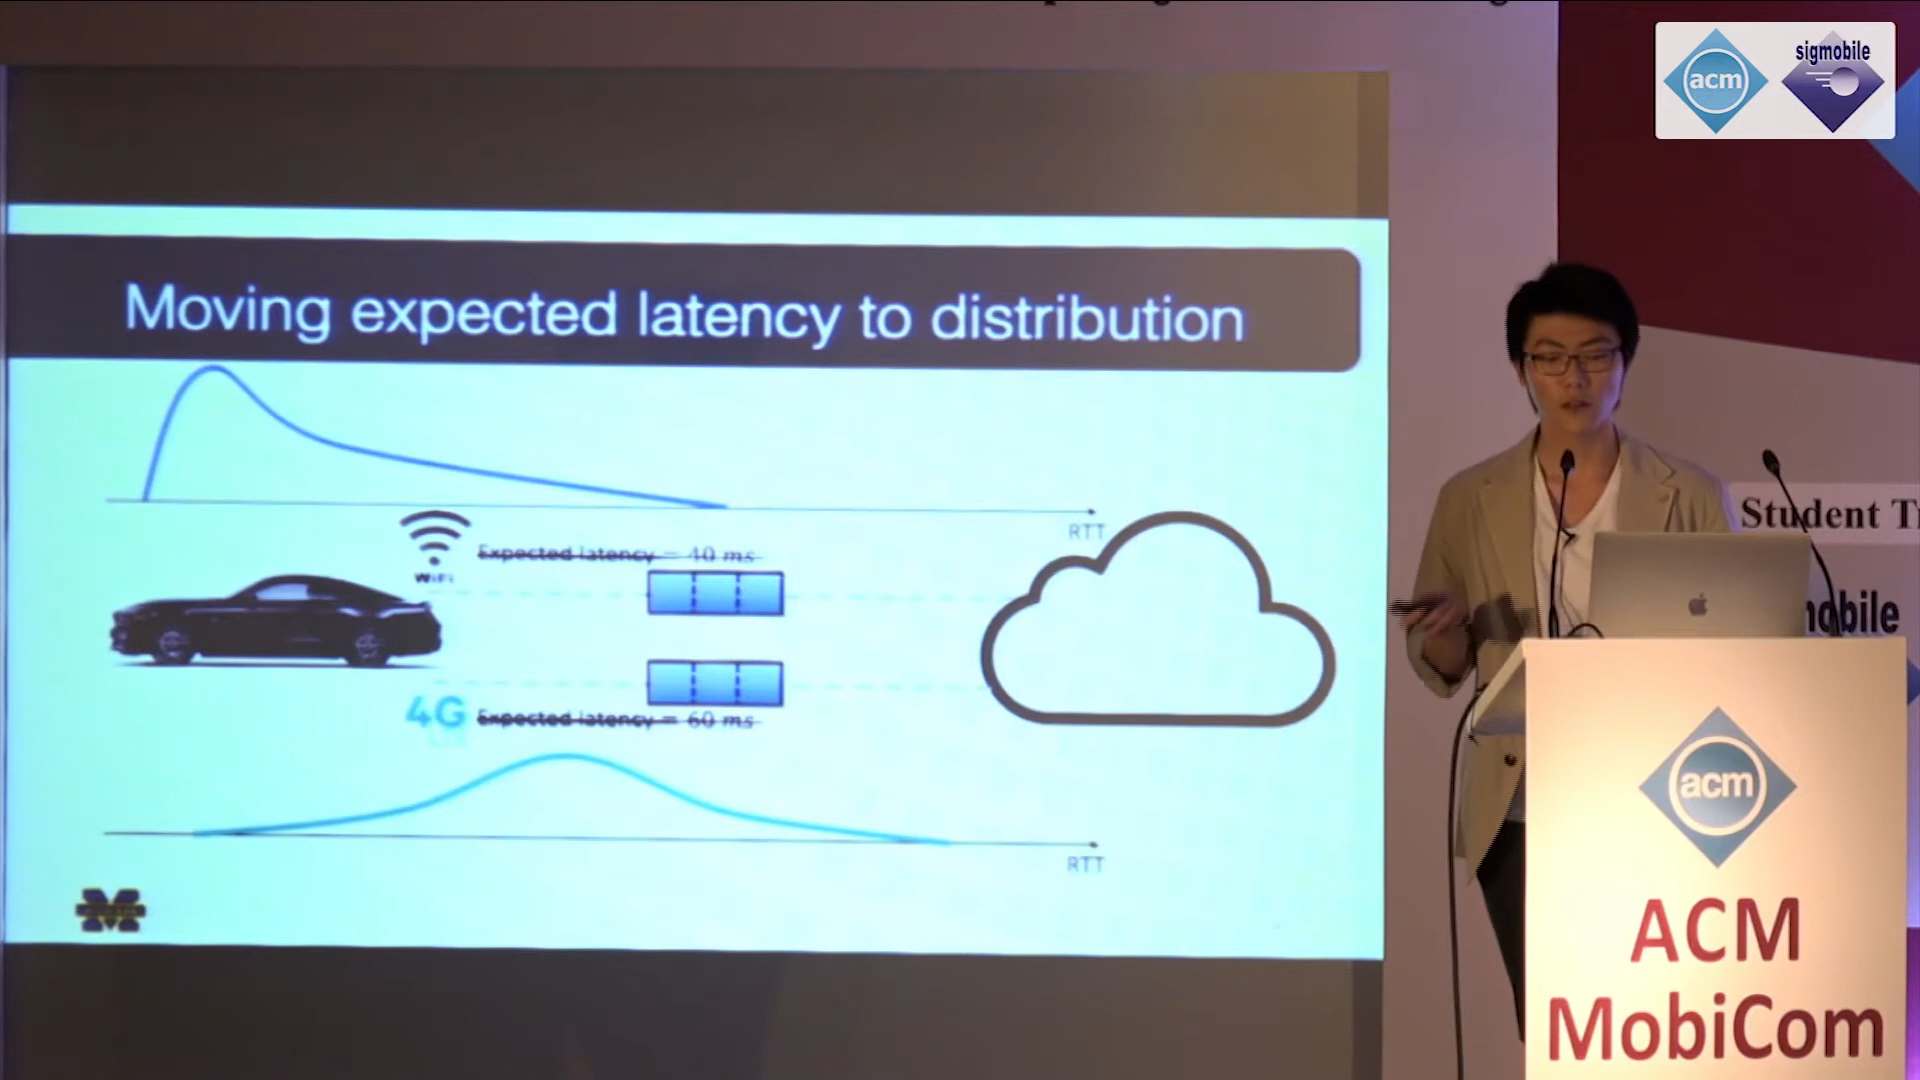 acm
sigmobile
Moving expected latency to distribution
RTT
WiFi
Expected latency = 40 ms
4G
Expected latency = 60 ms
RTT
Student T
mobile
acm
ACM
MobiCom